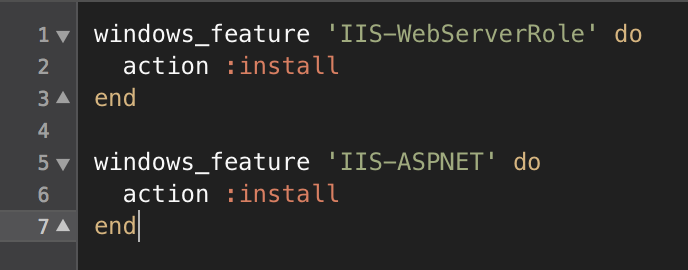 1 windows_feature 'IIS-WebServerRole' do
2   action :install
3 end
4
5 windows_feature 'IIS-ASPNET' do
6   action :install
7 end